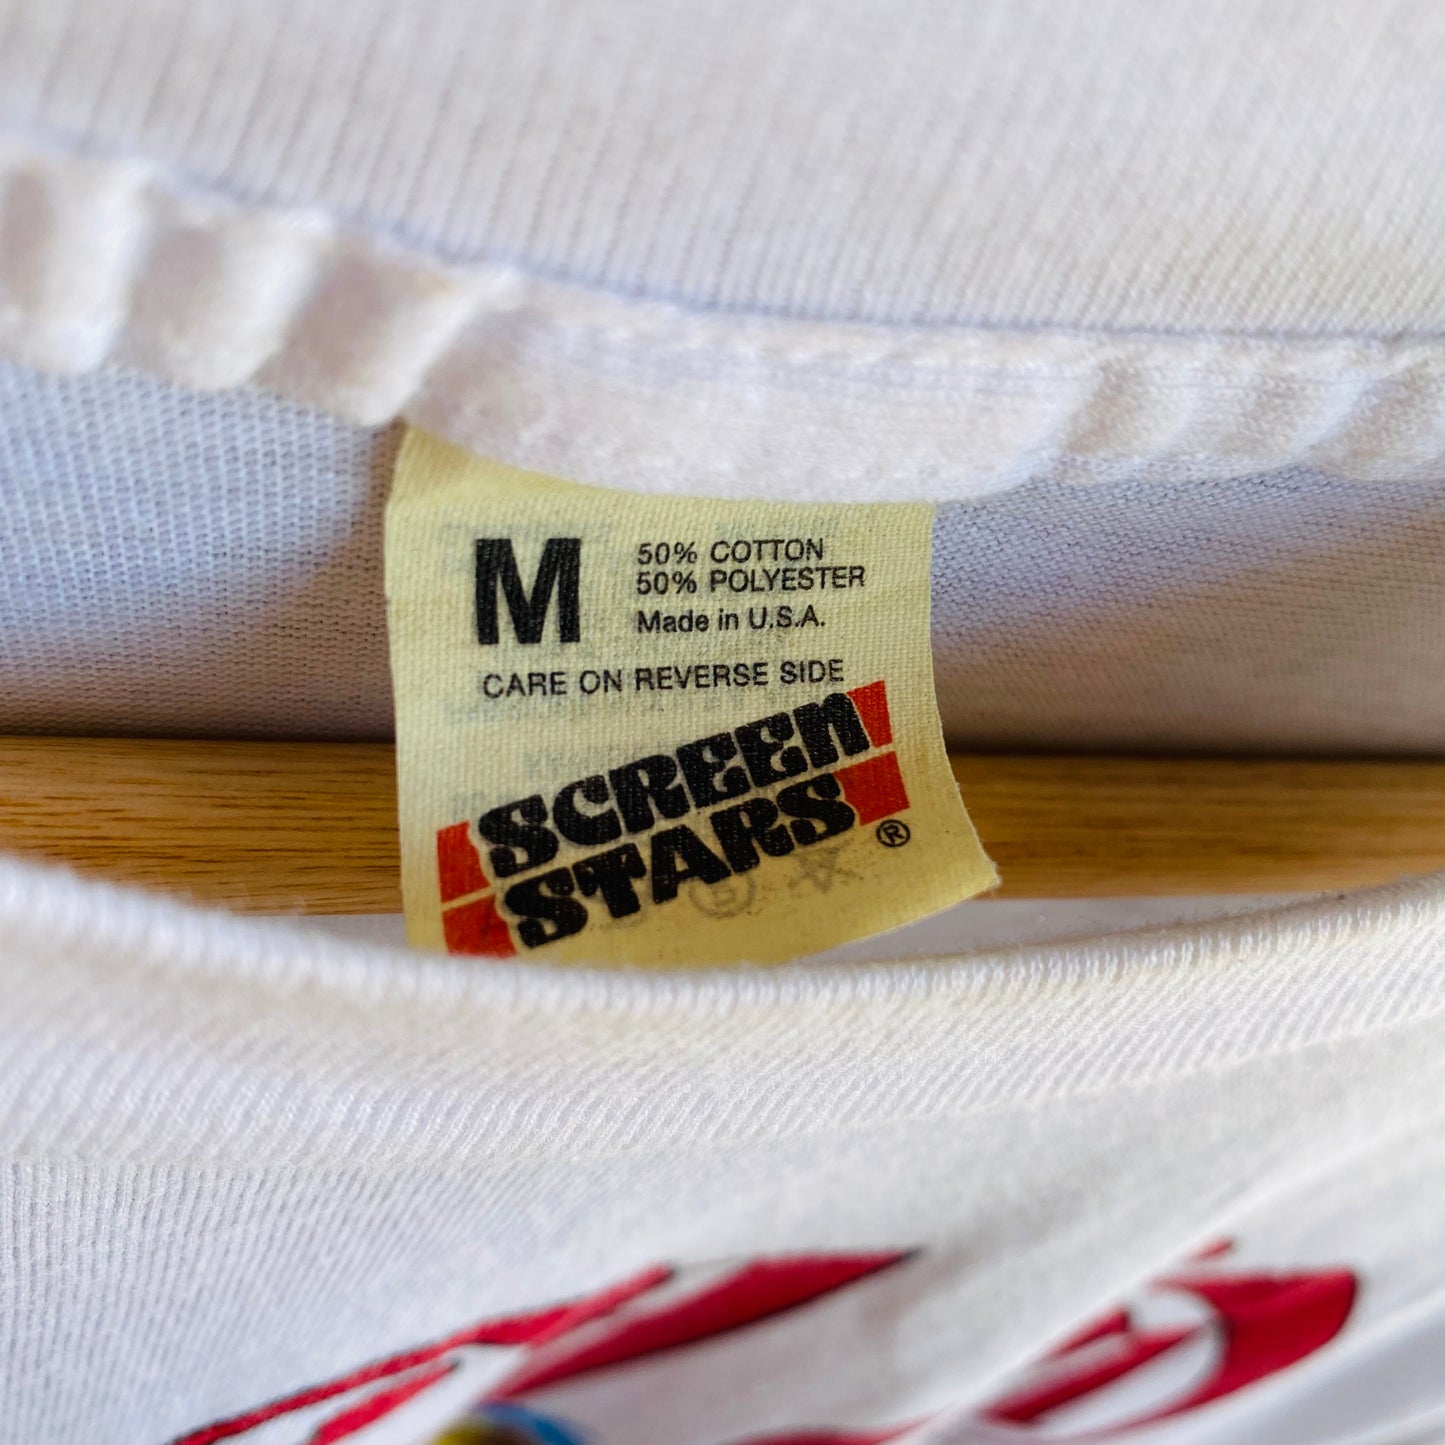 M
50% COTTON
50% POLYESTER
Made in U.S.A.
CARE ON REVERSE SIDE
SCREEN
STARS ®